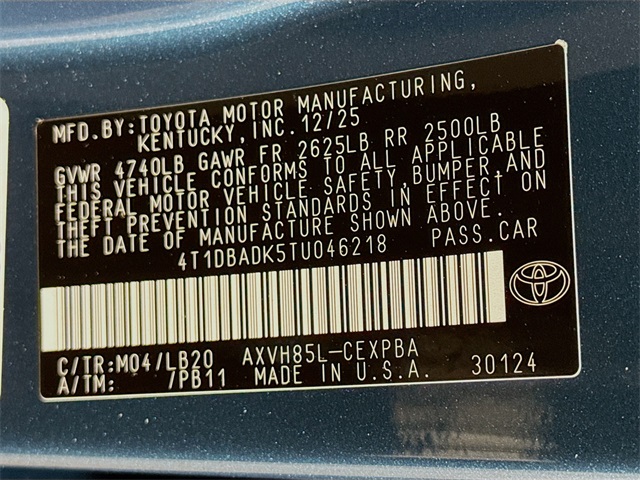 MFD.BY:TOYOTA MOTOR MANUFACTURING,
KENTUCKY, INC. 12/25
GVWR 4740LB GAWR FR 2625LB RR 2500LB
THIS VEHICLE CONFORMS TO ALL APPLICABLE
FEDERAL MOTOR VEHICLE SAFETY, BUMPER, AND
THEFT PREVENTION STANDARDS IN EFFECT ON
THE DATE OF MANUFACTURE SHOWN ABOVE.
4T1DBADK5TU046218 PASS.CAR
C/TR:M04/LB20 AXVH85L-CEXPBA
A/TM: /PB11 MADE IN U.S.A. 30124